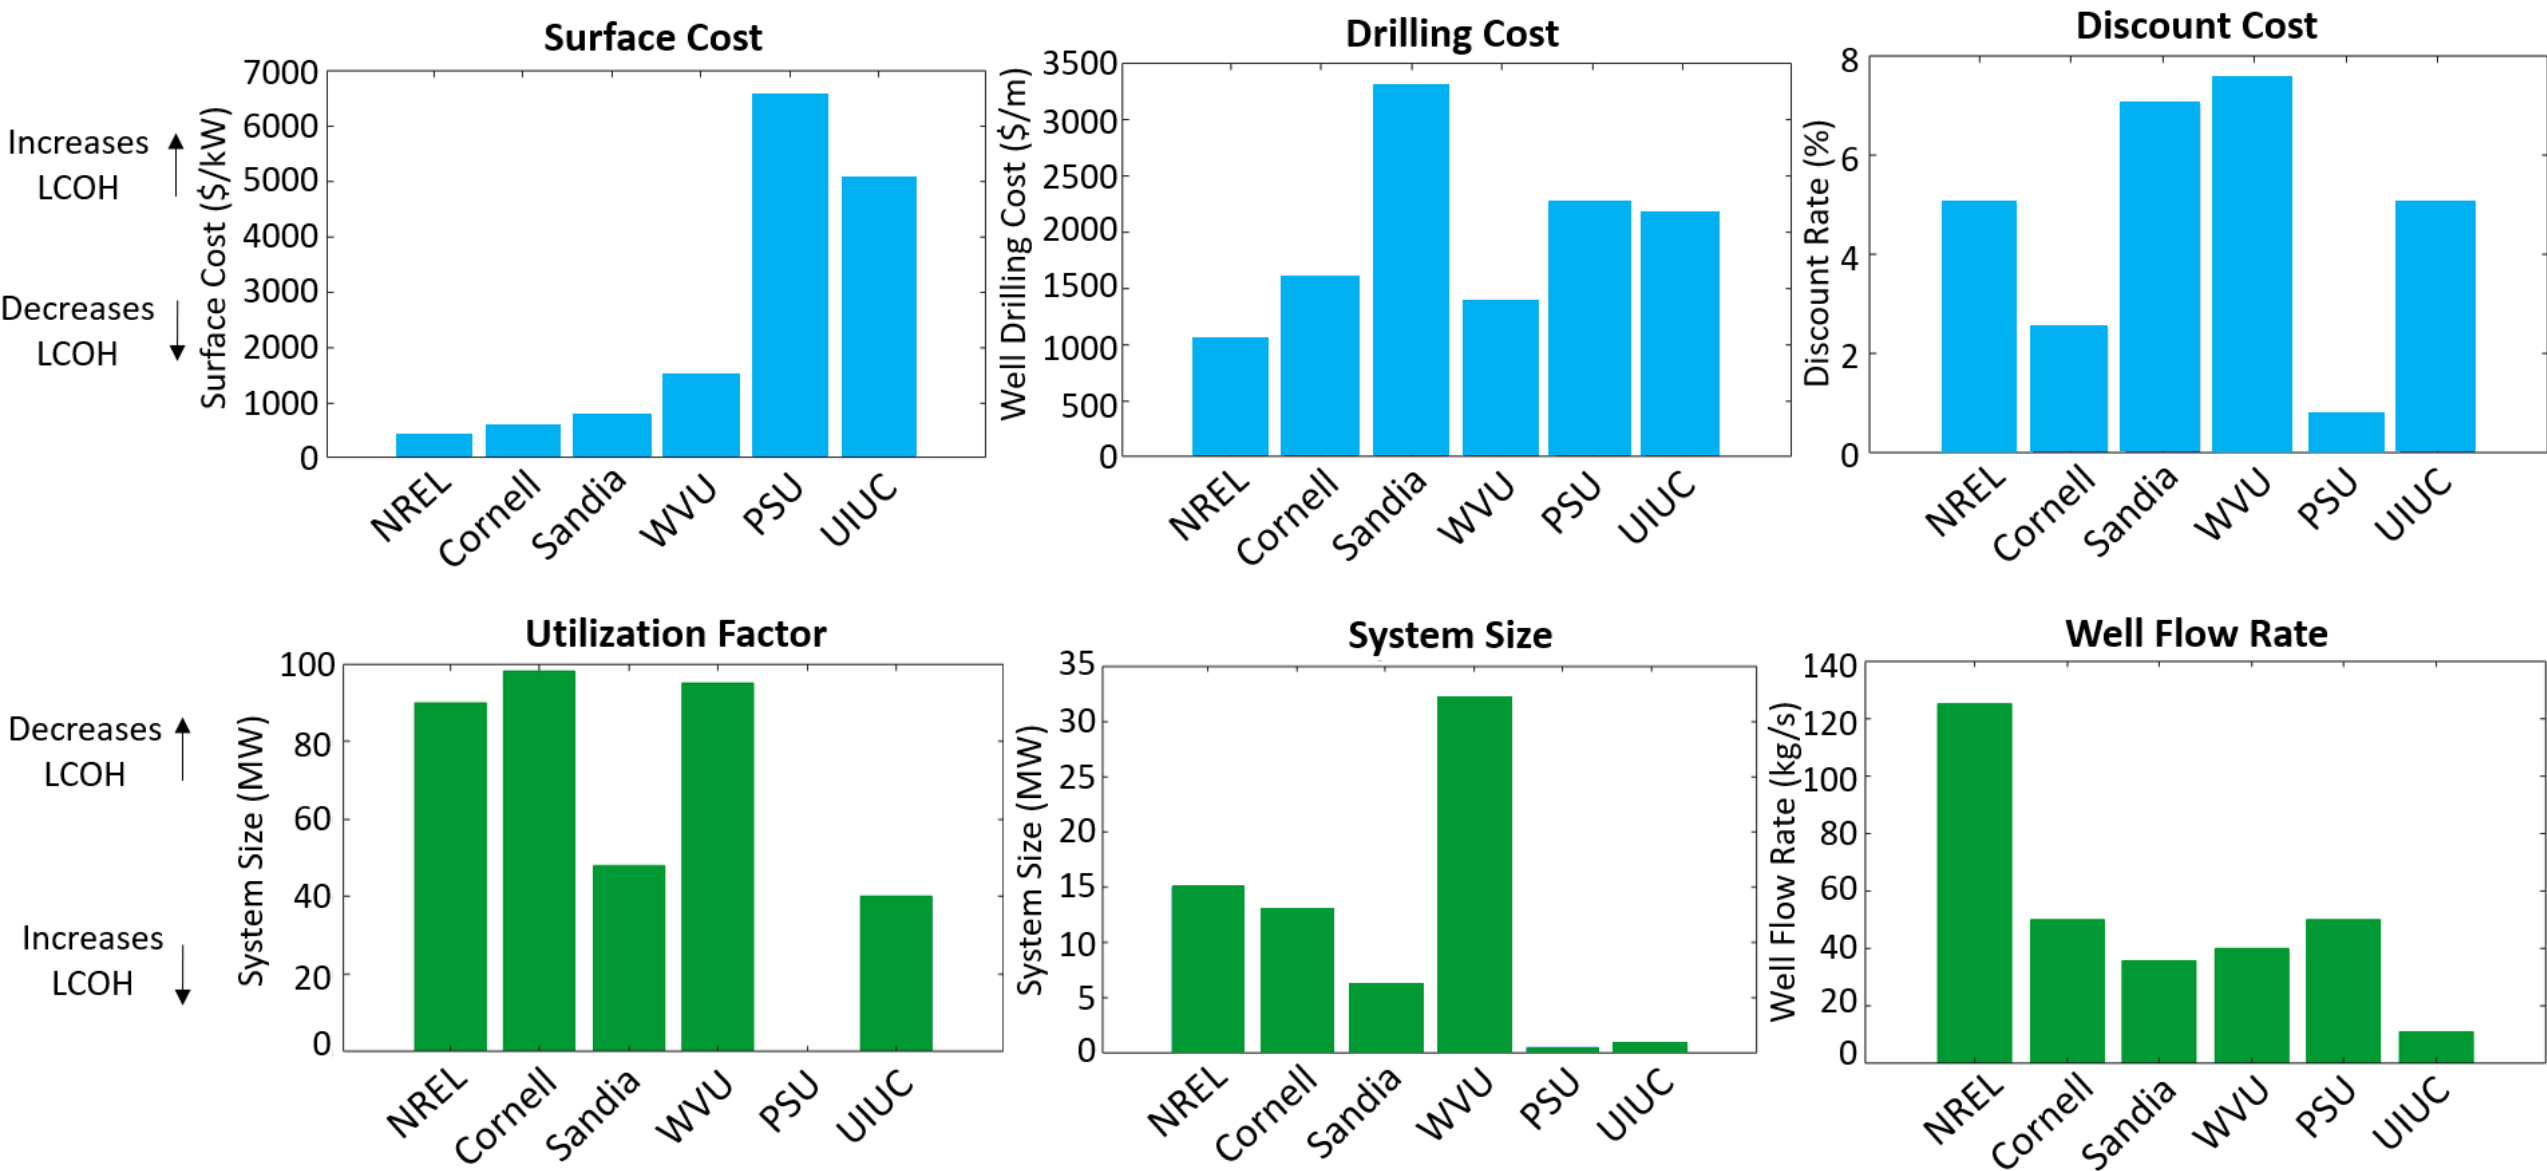 Surface Cost
Increases
LCOH
Decreases
LCOH
Surface Cost ($/kW)
7000
6000
5000
4000
3000
2000
1000
0
NREL
Cornell
Sandia
WVU
PSU
UIUC
Drilling Cost
Well Drilling Cost ($/m)
3500
3000
2500
2000
1500
1000
500
0
NREL
Cornell
Sandia
WVU
PSU
UIUC
Discount Cost
Discount Rate (%)
8
6
4
2
0
NREL
Cornell
Sandia
WVU
PSU
UIUC
Utilization Factor
Decreases
LCOH
Increases
LCOH
System Size (MW)
100
80
60
40
20
0
NREL
Cornell
Sandia
WVU
PSU
UIUC
System Size
System Size (MW)
35
30
25
20
15
10
5
0
NREL
Cornell
Sandia
WVU
PSU
UIUC
Well Flow Rate
Well Flow Rate (kg/s)
140
120
100
80
60
40
20
0
NREL
Cornell
Sandia
WVU
PSU
UIUC